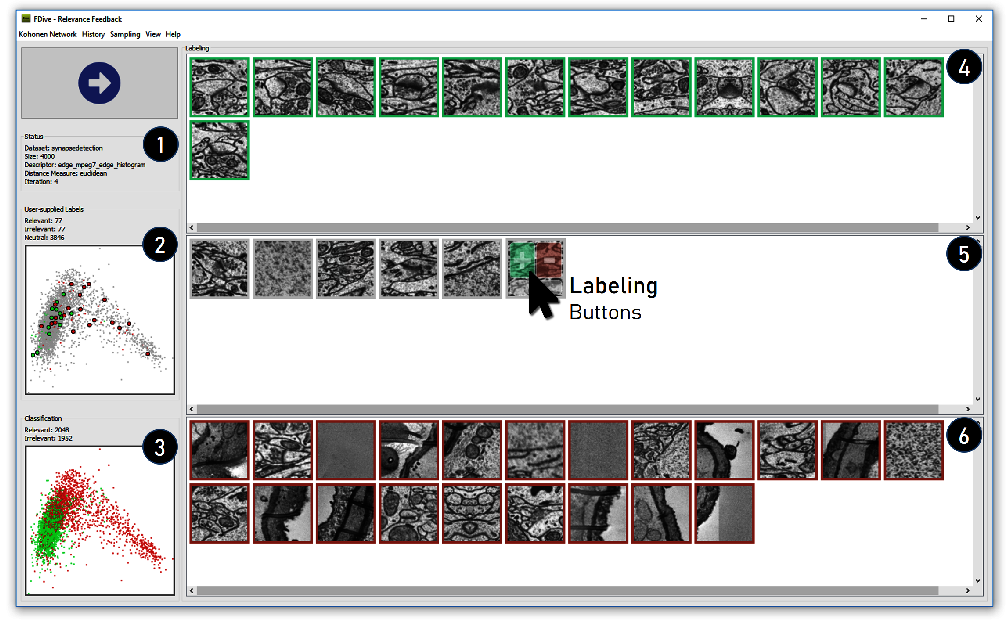 FDive - Relevance Feedback
Kohonen Network History Sampling View Help
Labeling
4
1
Status
Dataset: synapsedetection
Size: 4000
Descriptor: edge_mpeg7_edge_histogram
Distance Measure: euclidean
Iteration: 4
User-supplied Labels
Relevant: 77
Irrelevant: 77
Neutral: 3846
2
5
Labeling
Buttons
Classification
Relevant: 2048
Irrelevant: 1952
3
6